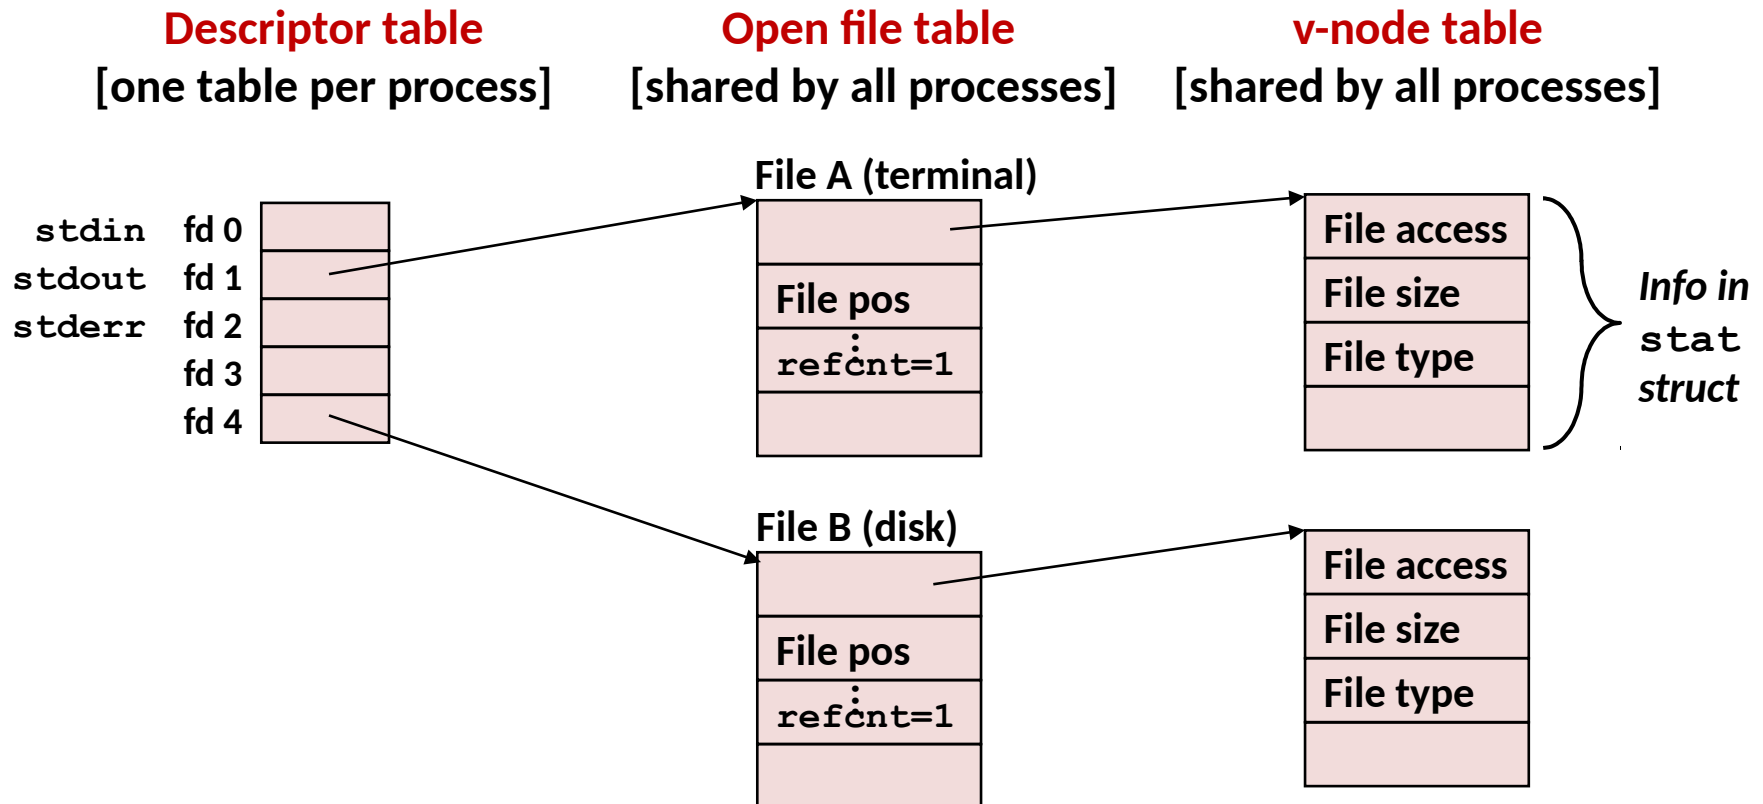 Descriptor table
[one table per process]
Open file table
[shared by all processes]
v-node table
[shared by all processes]
stdin fd 0
stdout fd 1
stderr fd 2
fd 3
fd 4
File A (terminal)
File pos
refcnt=1
File B (disk)
File pos
refcnt=1
File access
File size
File type
Info in
stat
struct
File access
File size
File type